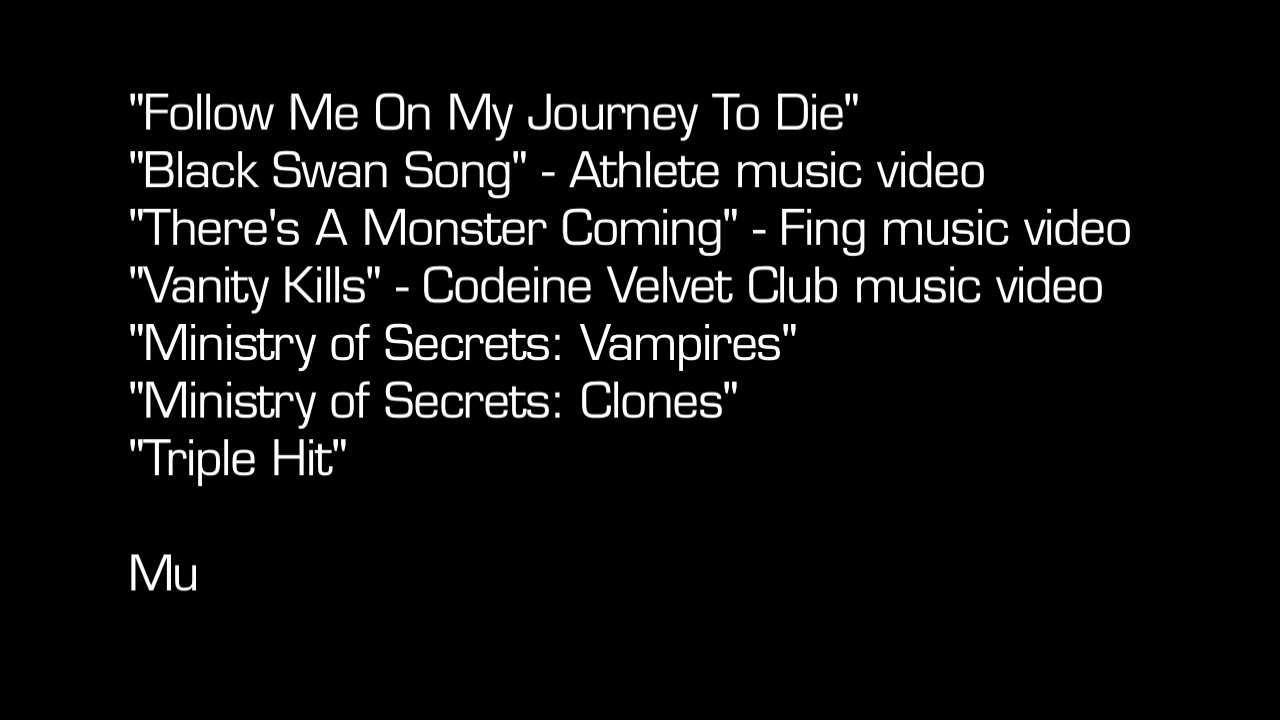 "Follow Me On My Journey To Die"
"Black Swan Song" - Athlete music video
"There's A Monster Coming" - Fing music video
"Vanity Kills" - Codeine Velvet Club music video
"Ministry of Secrets: Vampires"
"Ministry of Secrets: Clones"
"Triple Hit"
Mu